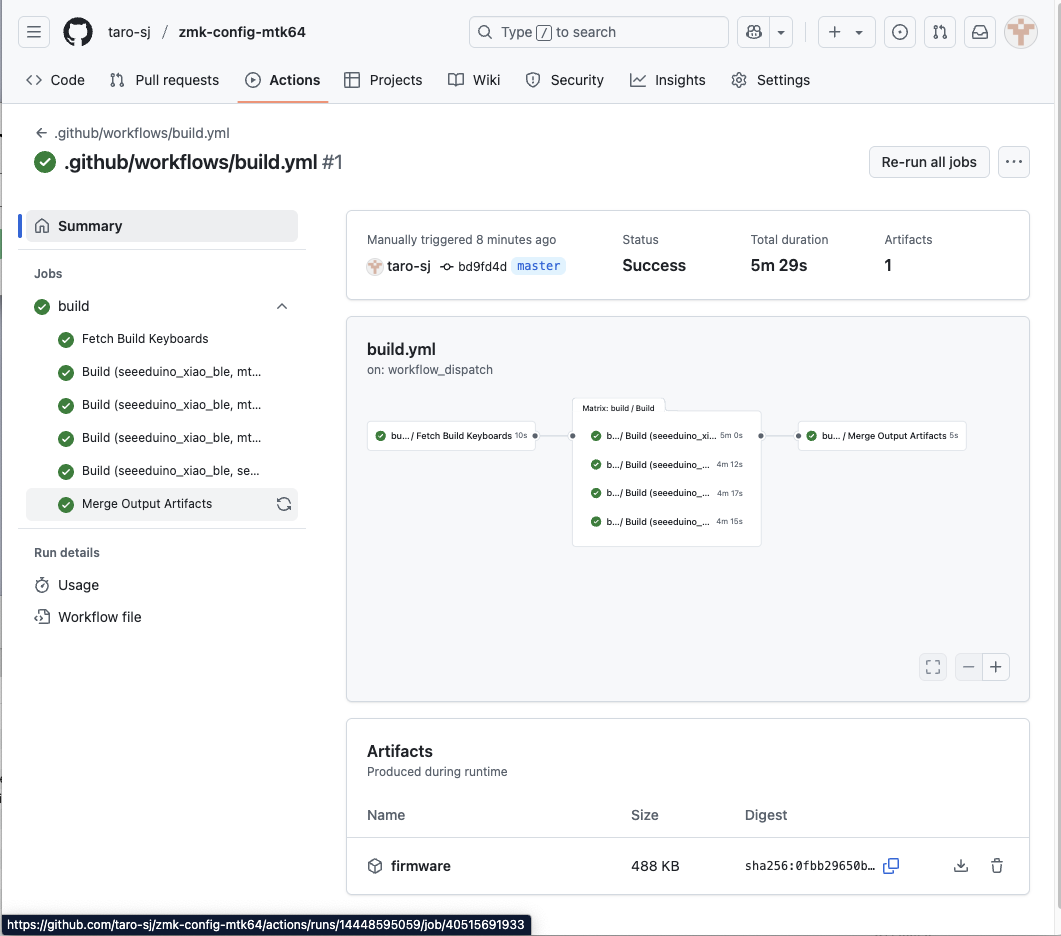 taro-sj / zmk-config-mtk64
Type / to search
Code Pull requests Actions Projects Wiki Security Insights Settings
.github/workflows/build.yml
.github/workflows/build.yml #1
Re-run all jobs
Summary
Jobs
build
Fetch Build Keyboards
Build (seeeduino_xiao_ble, mt...
Build (seeeduino_xiao_ble, mt...
Build (seeeduino_xiao_ble, mt...
Build (seeeduino_xiao_ble, se...
Merge Output Artifacts
Run details
Usage
Workflow file
Manually triggered 8 minutes ago
taro-sj bd9fd4d master
Status
Success
Total duration
5m 29s
Artifacts
1
build.yml
on: workflow_dispatch
bu... / Fetch Build Keyboards 10s
Matrix: build / Build
b.../ Build (seeeduino_xi... 5m 0s
b.../ Build (seeeduino_... 4m 12s
b.../ Build (seeeduino_... 4m 17s
b.../ Build (seeeduino_... 4m 15s
bu... / Merge Output Artifacts 5s
Artifacts
Produced during runtime
Name Size Digest
firmware 488 KB sha256:0fbb29650b…
https://github.com/taro-sj/zmk-config-mtk64/actions/runs/14448595059/job/40515691933